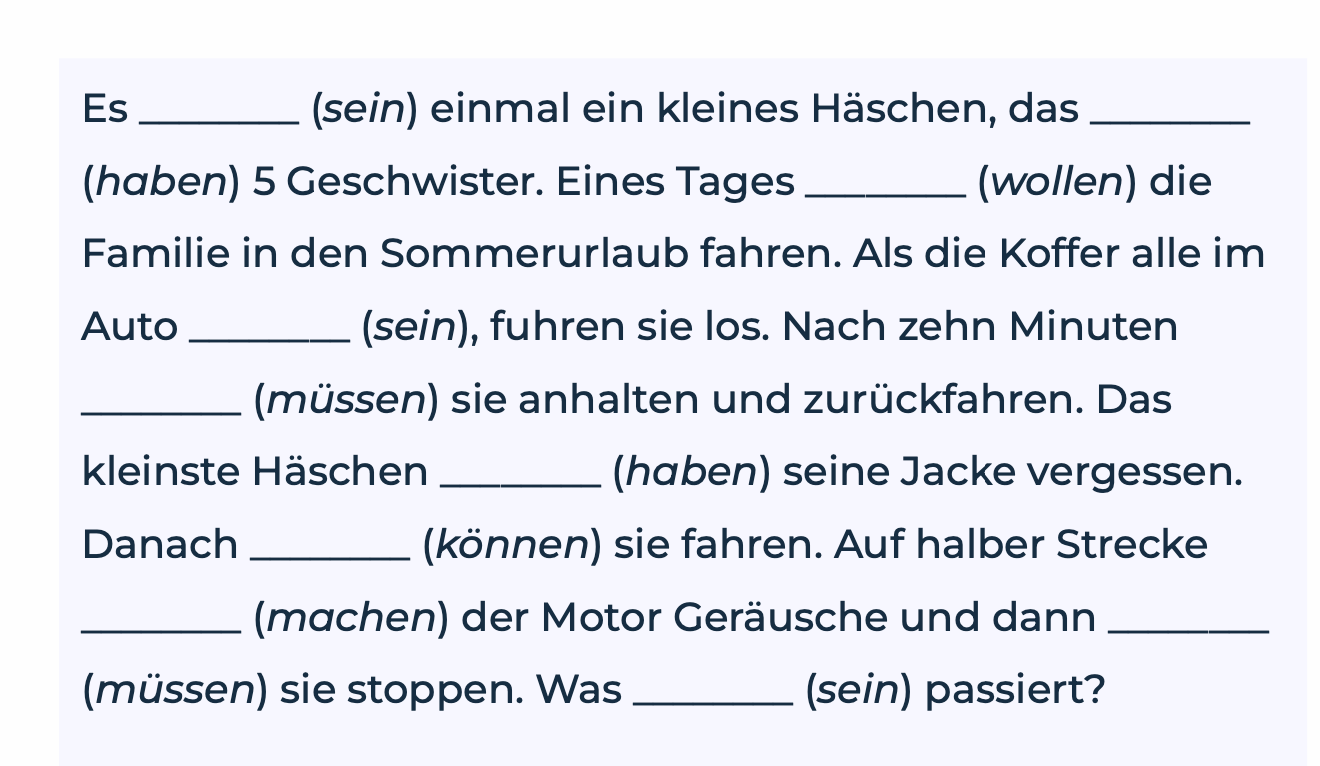 Es ________ (sein) einmal ein kleines Häschen, das ________
(haben) 5 Geschwister. Eines Tages ________ (wollen) die
Familie in den Sommerurlaub fahren. Als die Koffer alle im
Auto ________ (sein), fuhren sie los. Nach zehn Minuten
________ (müssen) sie anhalten und zurückfahren. Das
kleinste Häschen ________ (haben) seine Jacke vergessen.
Danach ________ (können) sie fahren. Auf halber Strecke
________ (machen) der Motor Geräusche und dann ________
(müssen) sie stoppen. Was ________ (sein) passiert?